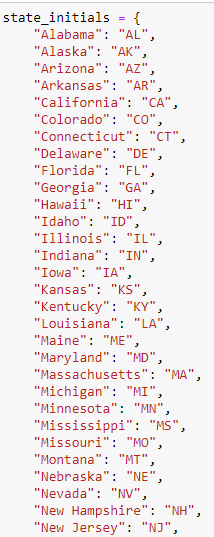 state_initials = {
"Alabama": "AL",
"Alaska": "AK",
"Arizona": "AZ",
"Arkansas": "AR",
"California": "CA",
"Colorado": "CO",
"Connecticut": "CT",
"Delaware": "DE",
"Florida": "FL",
"Georgia": "GA",
"Hawaii": "HI",
"Idaho": "ID",
"Illinois": "IL",
"Indiana": "IN",
"Iowa": "IA",
"Kansas": "KS",
"Kentucky": "KY",
"Louisiana": "LA",
"Maine": "ME",
"Maryland": "MD",
"Massachusetts": "MA",
"Michigan": "MI",
"Minnesota": "MN",
"Mississippi": "MS",
"Missouri": "MO",
"Montana": "MT",
"Nebraska": "NE",
"Nevada": "NV",
"New Hampshire": "NH",
"New Jersey": "NJ",